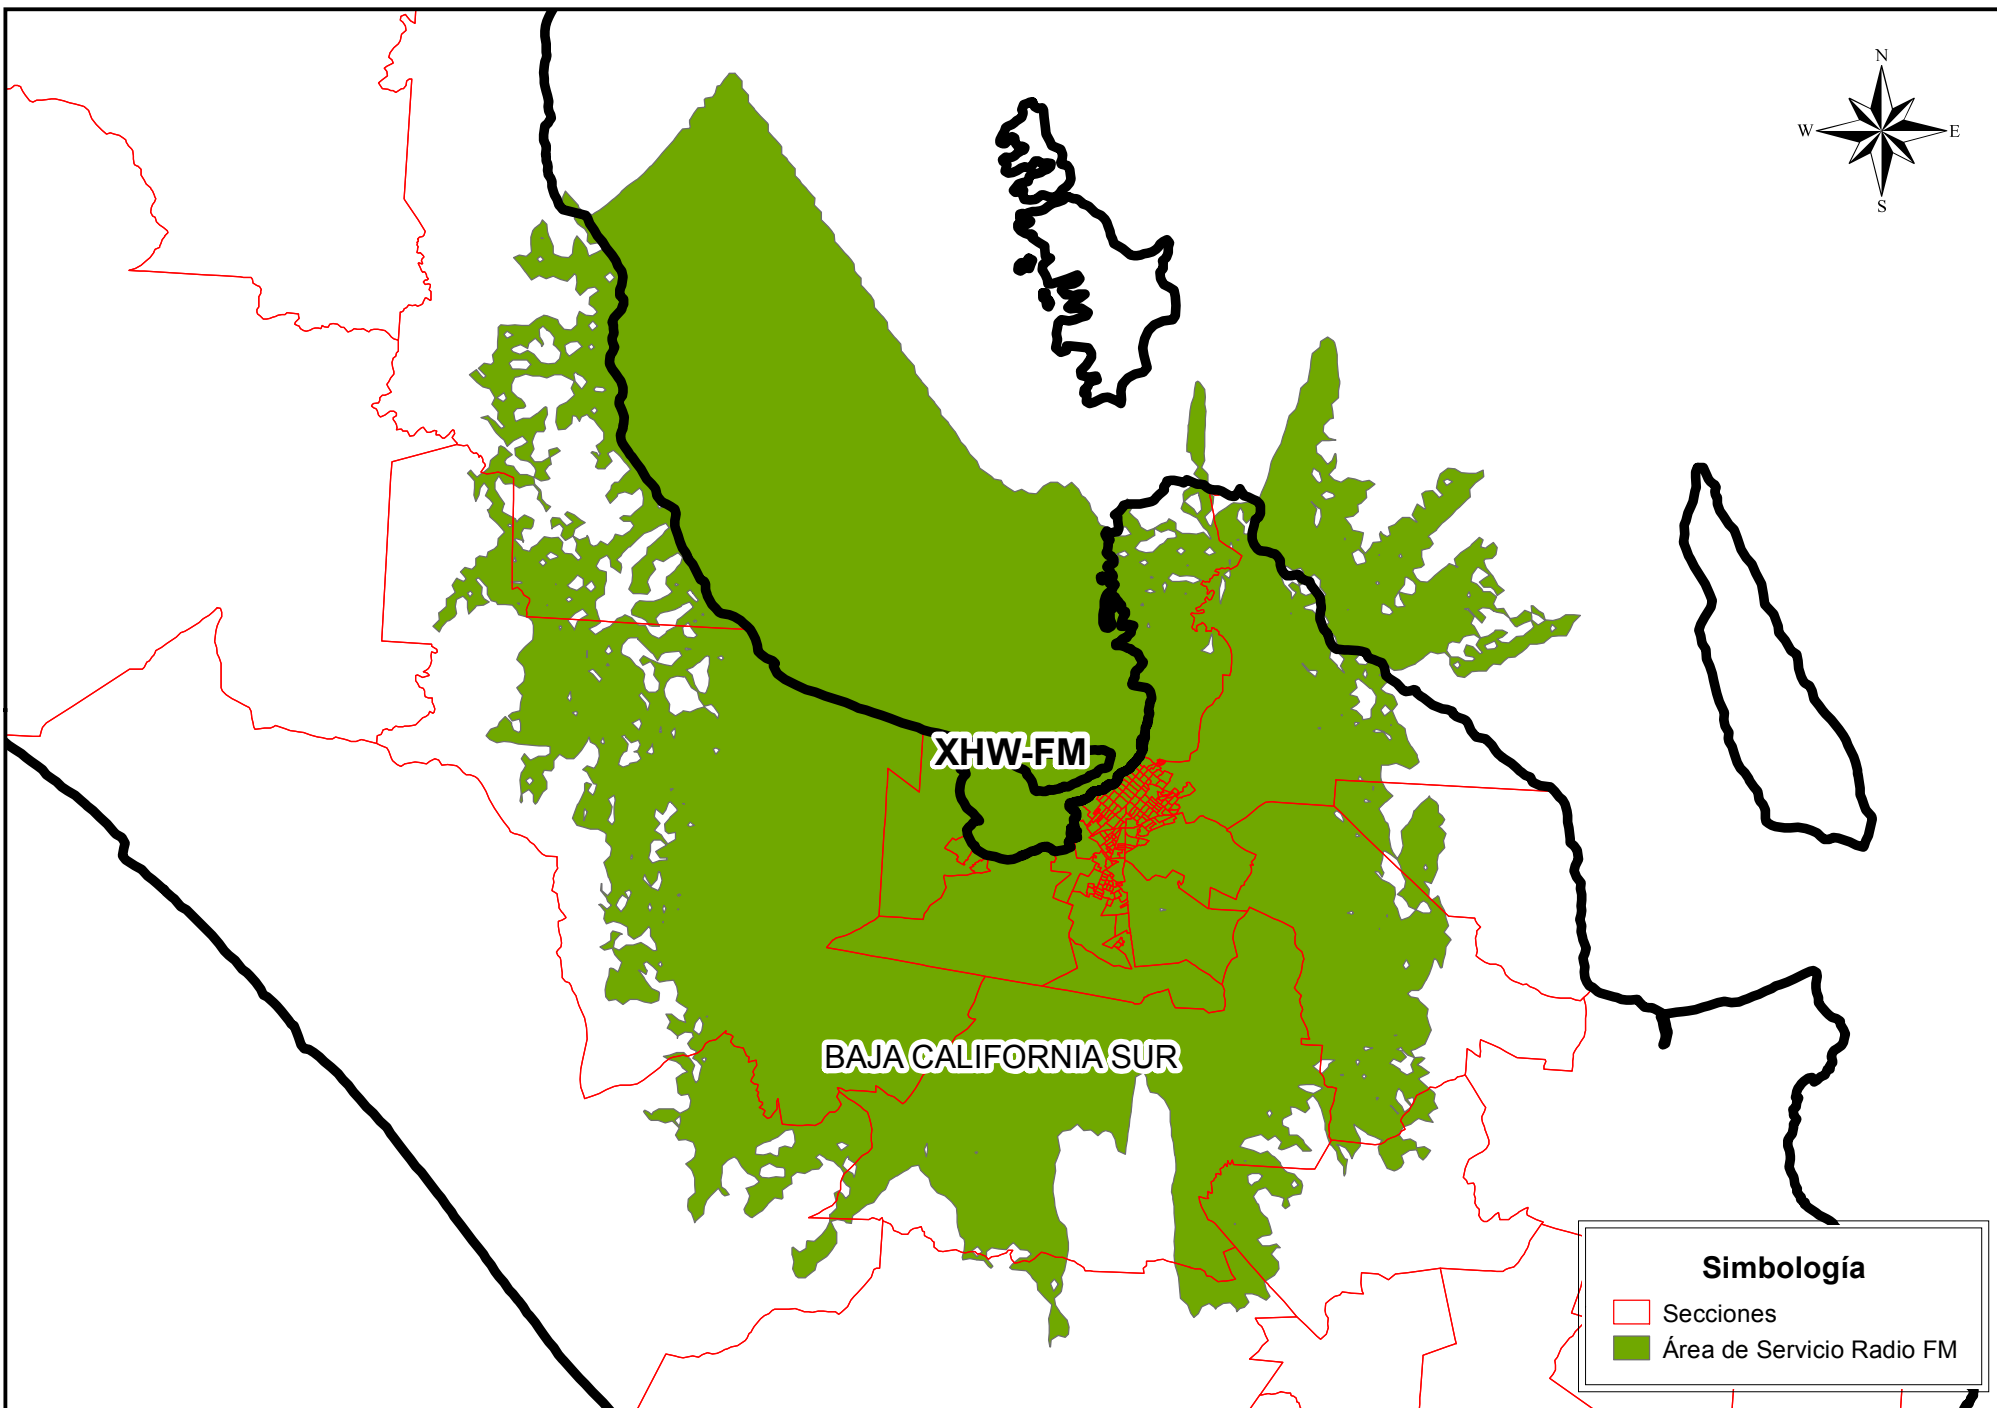 N
W
E
S
XHW-FM
BAJA CALIFORNIA SUR
Simbología
Secciones
Área de Servicio Radio FM